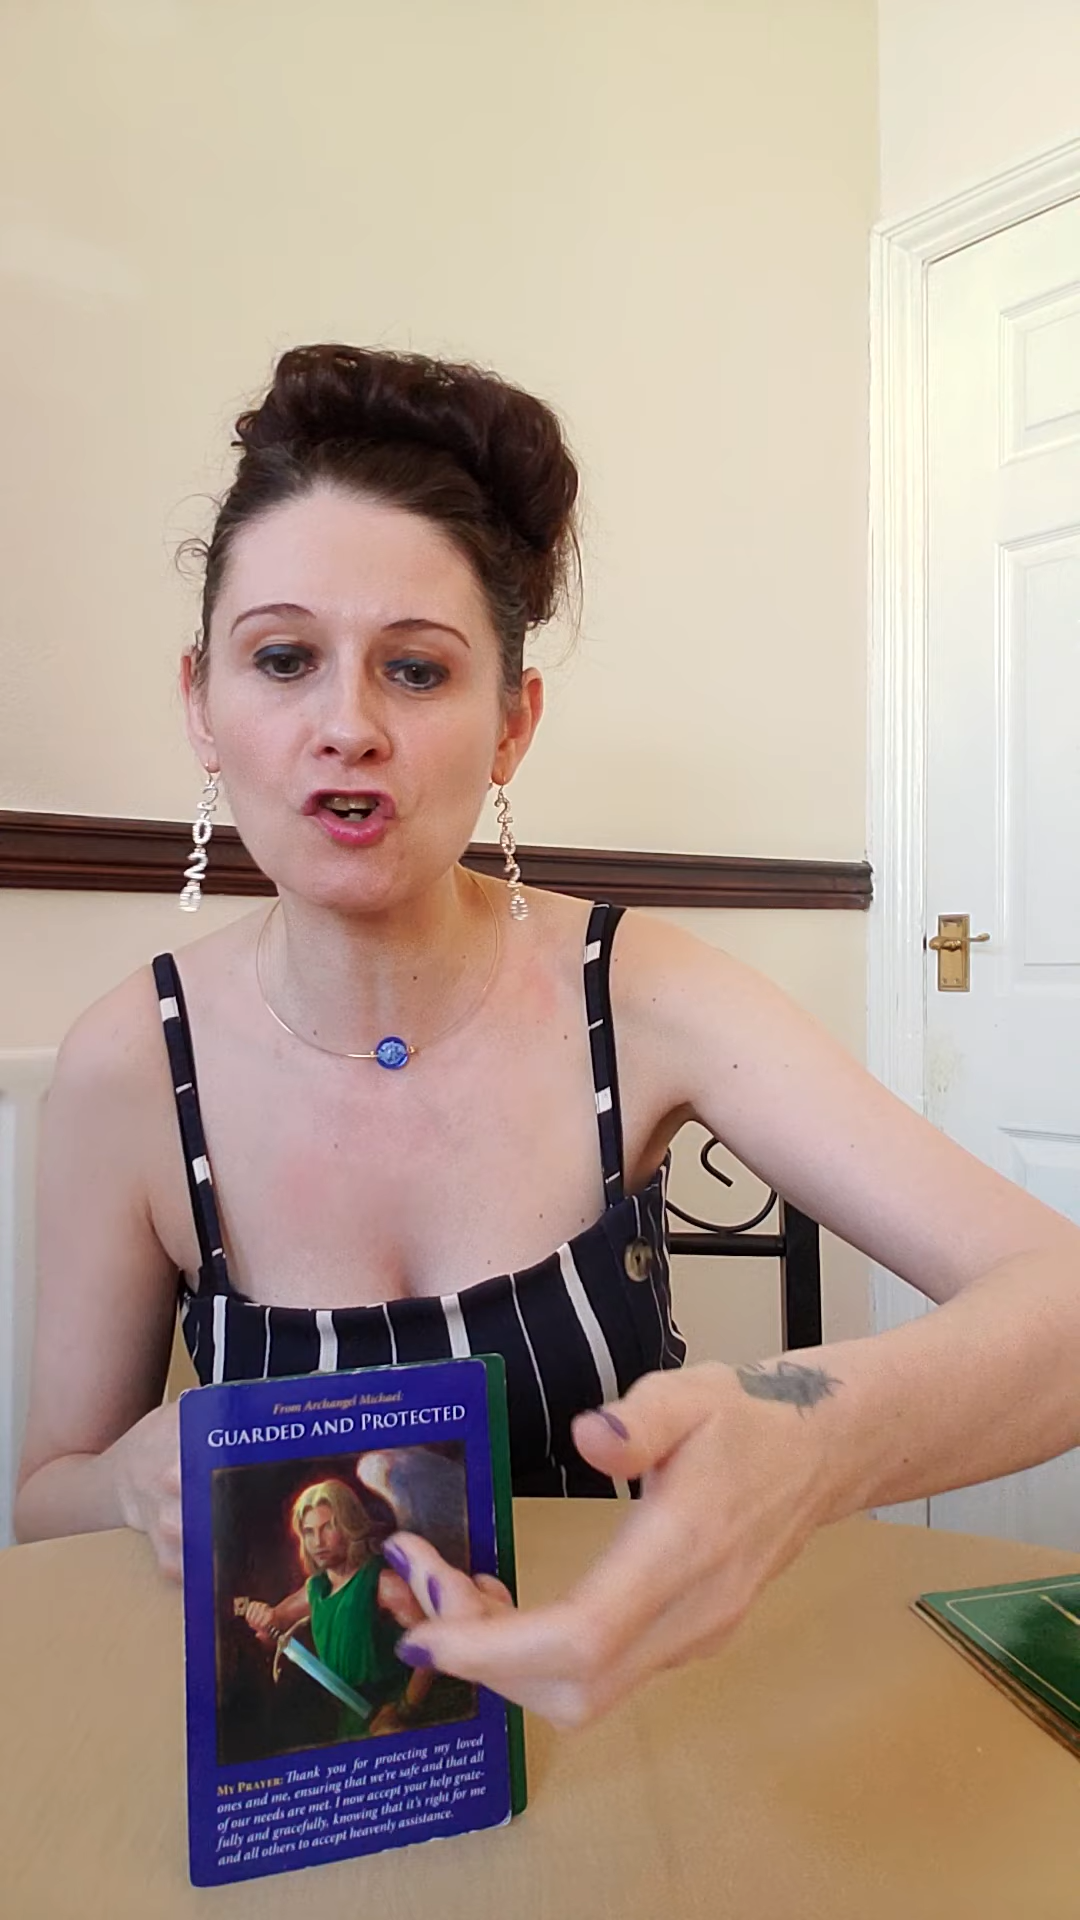 2020
2020
From Archangel Michael:
GUARDED AND PROTECTED
MY PRAYER: Thank you for protecting my loved
ones and me, ensuring that we're safe and that all
of our needs are met. I now accept your help grate-
fully and gracefully, knowing that it's right for me
and all others to accept heavenly assistance.